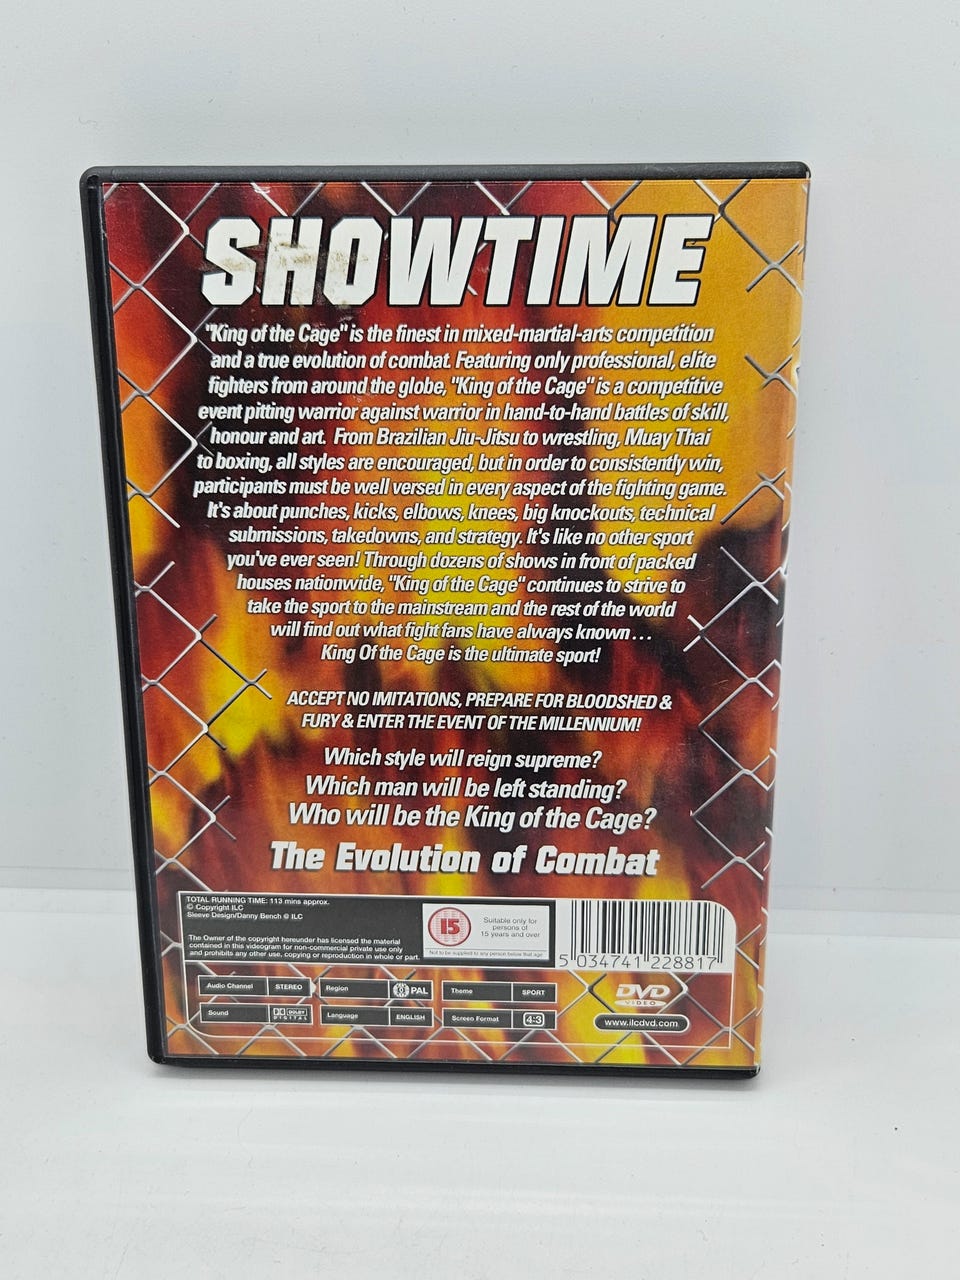 SHOWTIME
"King of the Cage" is the finest in mixed-martial-arts competition
and a true evolution of combat. Featuring only professional, elite
fighters from around the globe, "King of the Cage" is a competitive
event pitting warrior against warrior in hand-to-hand battles of skill,
honour and art. From Brazilian Jiu-Jitsu to wrestling, Muay Thai
to boxing, all styles are encouraged, but in order to consistently win,
participants must be well versed in every aspect of the fighting game.
It's about punches, kicks, elbows, knees, big knockouts, technical
submissions, takedowns, and strategy. It's like no other sport
you've ever seen! Through dozens of shows in front of packed
houses nationwide, "King of the Cage" continues to strive to
take the sport to the mainstream and the rest of the world
will find out what fight fans have always known...
King Of the Cage is the ultimate sport!
ACCEPT NO IMITATIONS, PREPARE FOR BLOODSHED &
FURY & ENTER THE EVENT OF THE MILLENNIUM!
Which style will reign supreme?
Which man will be left standing?
Who will be the King of the Cage?
The Evolution of Combat
TOTAL RUNNING TIME: 113 mins approx.
© Copyright ILC
Sleeve Design/Danny Bench @ ILC
The Owner of the copyright hereunder has licensed the material
contained in this videogram for non-commercial private use only
and prohibits any other use, copying or reproduction in whole or part.
15
Suitable only for
persons of
15 years and over
Not to be supplied to any person below that age
5 034741 228817
Audio Channel STEREO
Region PAL
Theme SPORT
Sound DOLBY DIGITAL
Language ENGLISH
Screen Format 4:3
DVD
VIDEO
www.ilcdvd.com